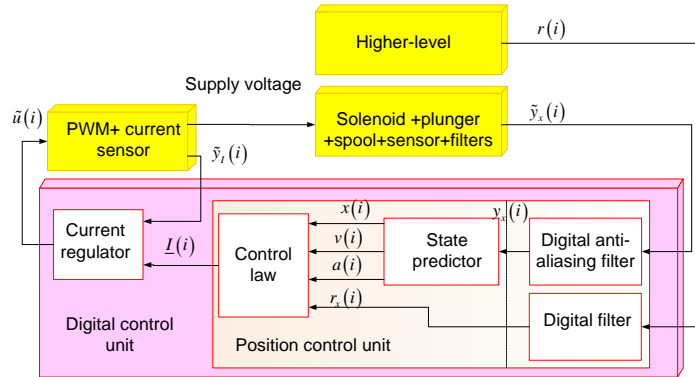 Higher-level
r(i)
Supply voltage
ũ(i)
PWM+ current
sensor
Solenoid +plunger
+spool+sensor+filters
ỹₓ(i)
ỹ_I(i)
Current
regulator
I(i)
Control
law
x(i)
v(i)
a(i)
rₓ(i)
State
predictor
yₓ(i)
Digital anti-
aliasing filter
Digital filter
Digital control
unit
Position control unit